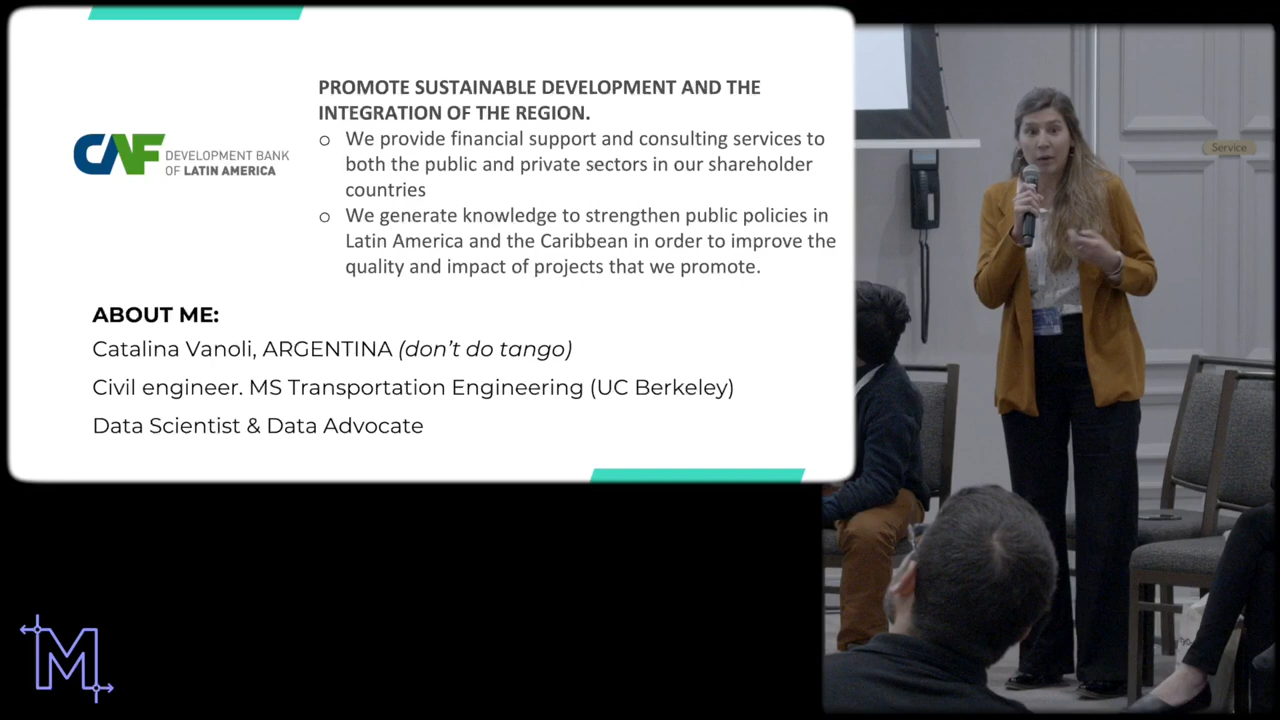 PROMOTE SUSTAINABLE DEVELOPMENT AND THE
INTEGRATION OF THE REGION.
CAF DEVELOPMENT BANK
OF LATIN AMERICA
o We provide financial support and consulting services to
both the public and private sectors in our shareholder
countries
o We generate knowledge to strengthen public policies in
Latin America and the Caribbean in order to improve the
quality and impact of projects that we promote.
ABOUT ME:
Catalina Vanoli, ARGENTINA (don't do tango)
Civil engineer. MS Transportation Engineering (UC Berkeley)
Data Scientist & Data Advocate
Service
M